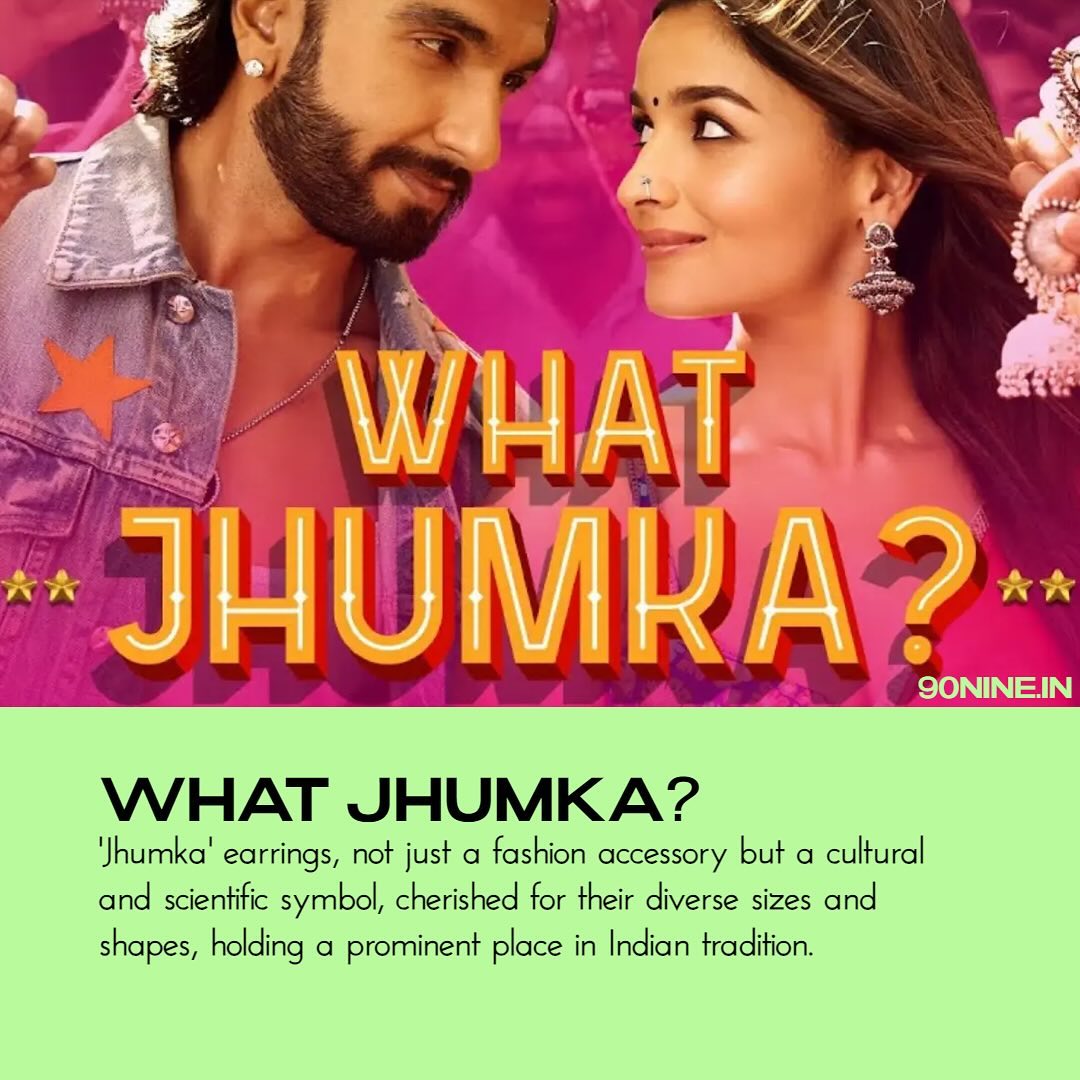 WHAT
JHUMKA?
90NINE.IN
WHAT JHUMKA?
'Jhumka' earrings, not just a fashion accessory but a cultural
and scientific symbol, cherished for their diverse sizes and
shapes, holding a prominent place in Indian tradition.